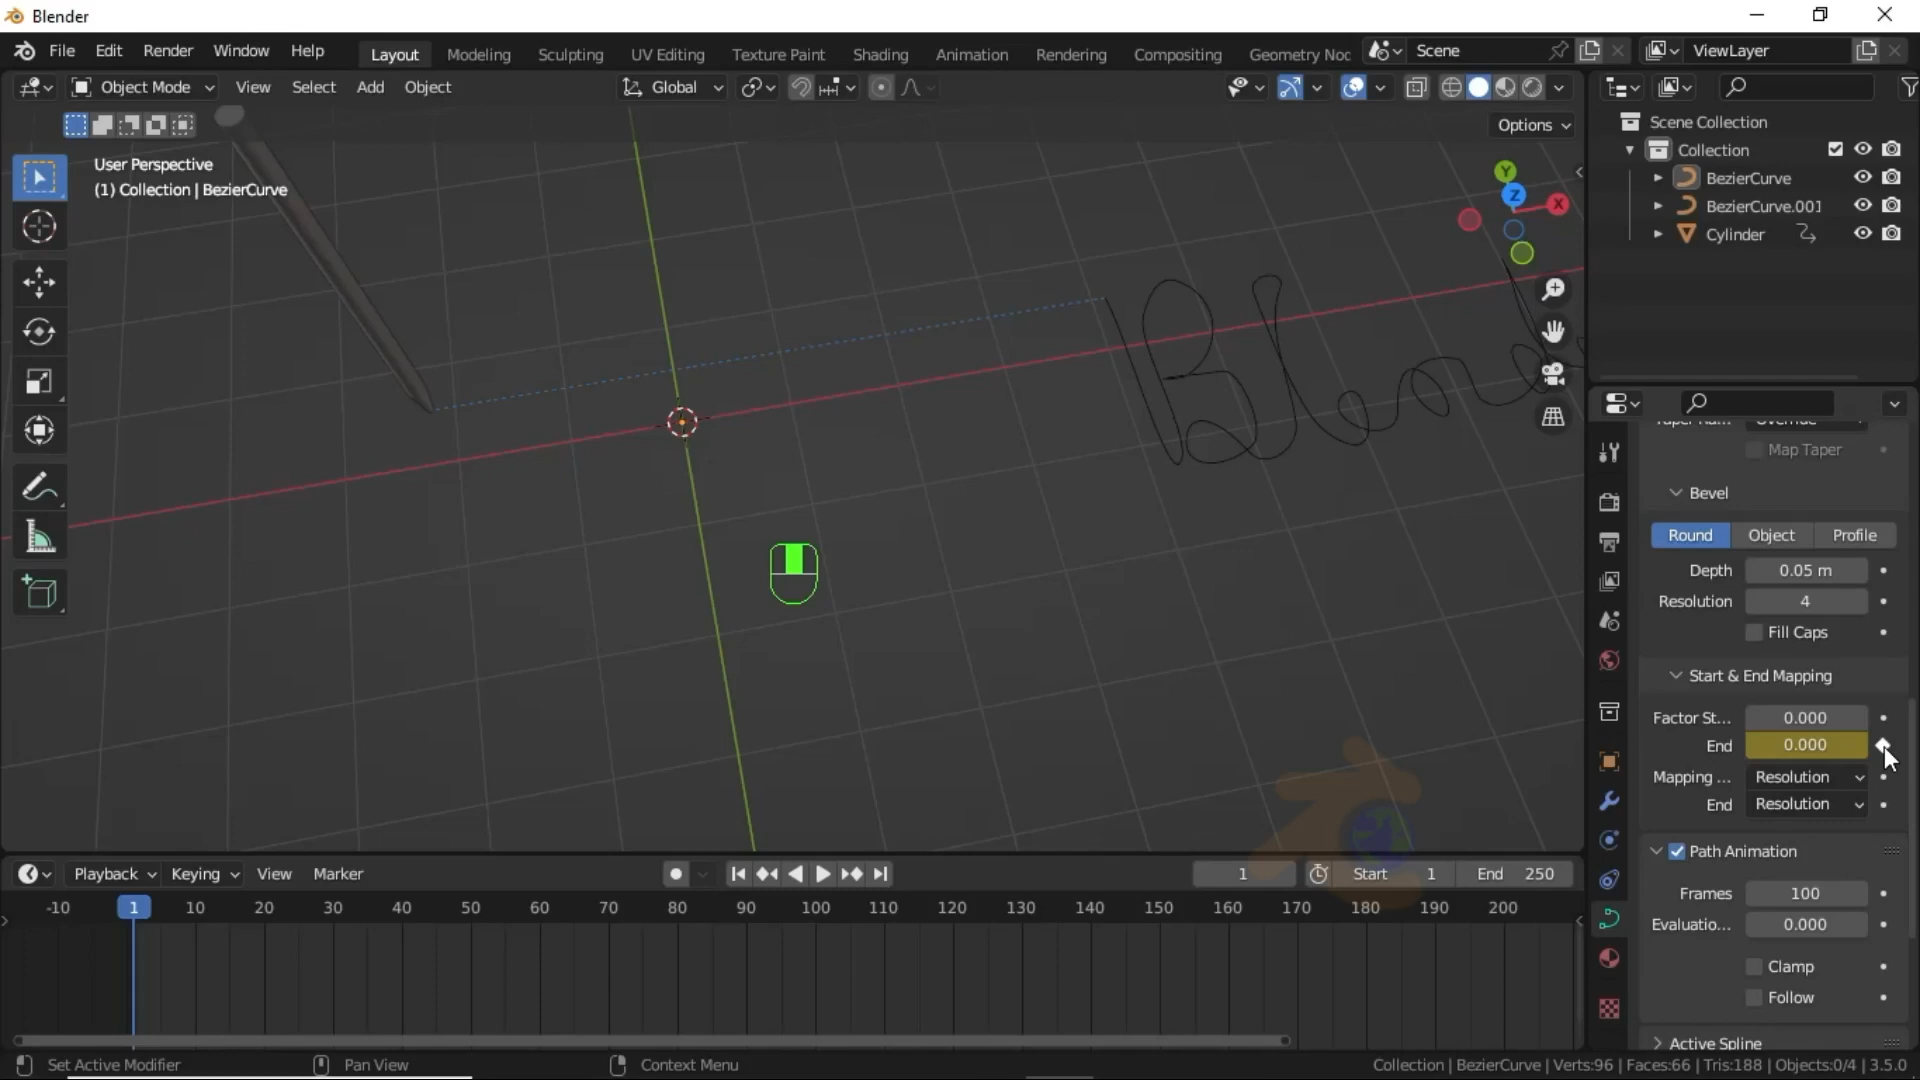 Blender
File Edit Render Window Help Layout Modeling Sculpting UV Editing Texture Paint Shading Animation Rendering Compositing Geometry Noc Scene ViewLayer
Object Mode View Select Add Object Global
Options
User Perspective
(1) Collection | BezierCurve
Y
Z
X
Scene Collection
Collection
BezierCurve
BezierCurve.001
Cylinder
Map Taper
Bevel
Round Object Profile
Depth 0.05 m
Resolution 4
Fill Caps
Start & End Mapping
Factor St... 0.000
End 0.000
Mapping ... Resolution
End Resolution
Path Animation
Frames 100
Evaluatio... 0.000
Clamp
Follow
Active Spline
Playback Keying View Marker 1 Start 1 End 250
-10 1 10 20 30 40 50 60 70 80 90 100 110 120 130 140 150 160 170 180 190 200
Set Active Modifier Pan View Context Menu Collection | BezierCurve | Verts:96 | Faces:66 | Tris:188 | Objects:0/4 | 3.5.0